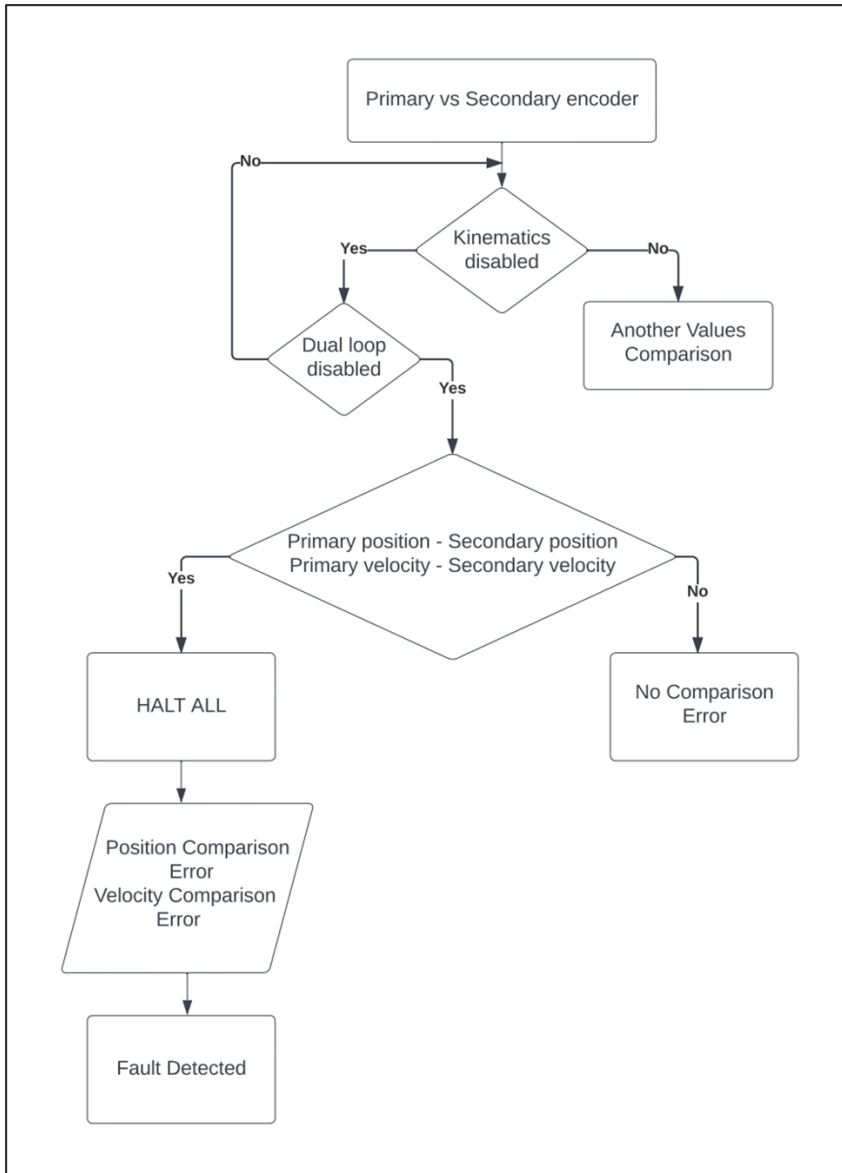 Primary vs Secondary encoder
No
Kinematics
disabled
Yes
No
Dual loop
disabled
Another Values
Comparison
Yes
Primary position - Secondary position
Primary velocity - Secondary velocity
Yes
No
HALT ALL
No Comparison
Error
Position Comparison
Error
Velocity Comparison
Error
Fault Detected